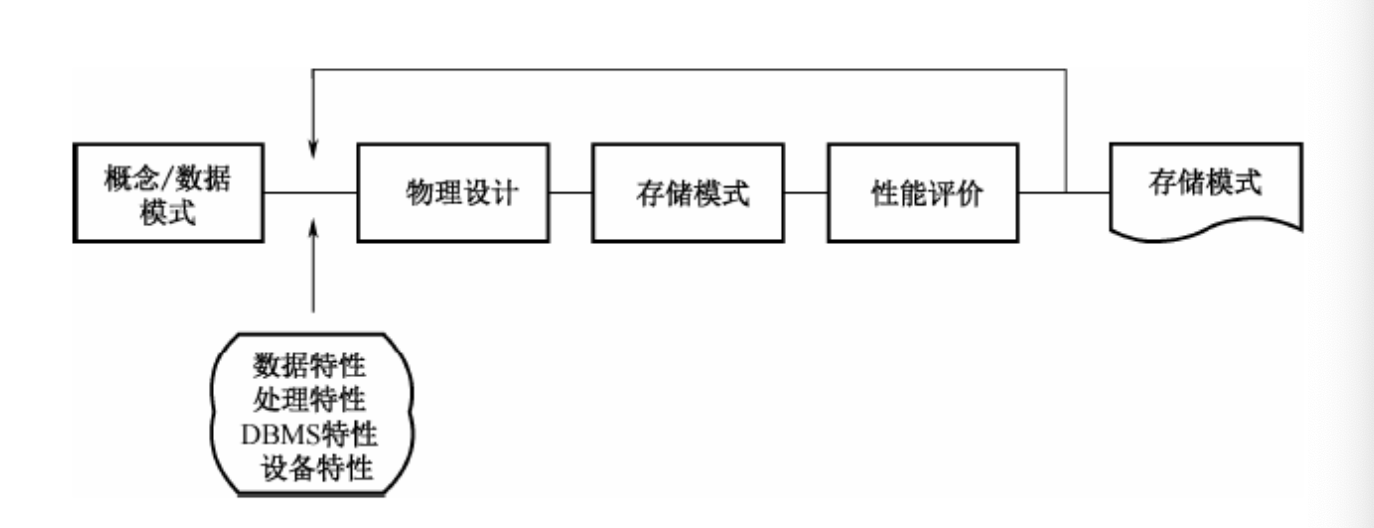 概念/数据
模式
物理设计
存储模式
性能评价
存储模式
数据特性
处理特性
DBMS特性
设备特性